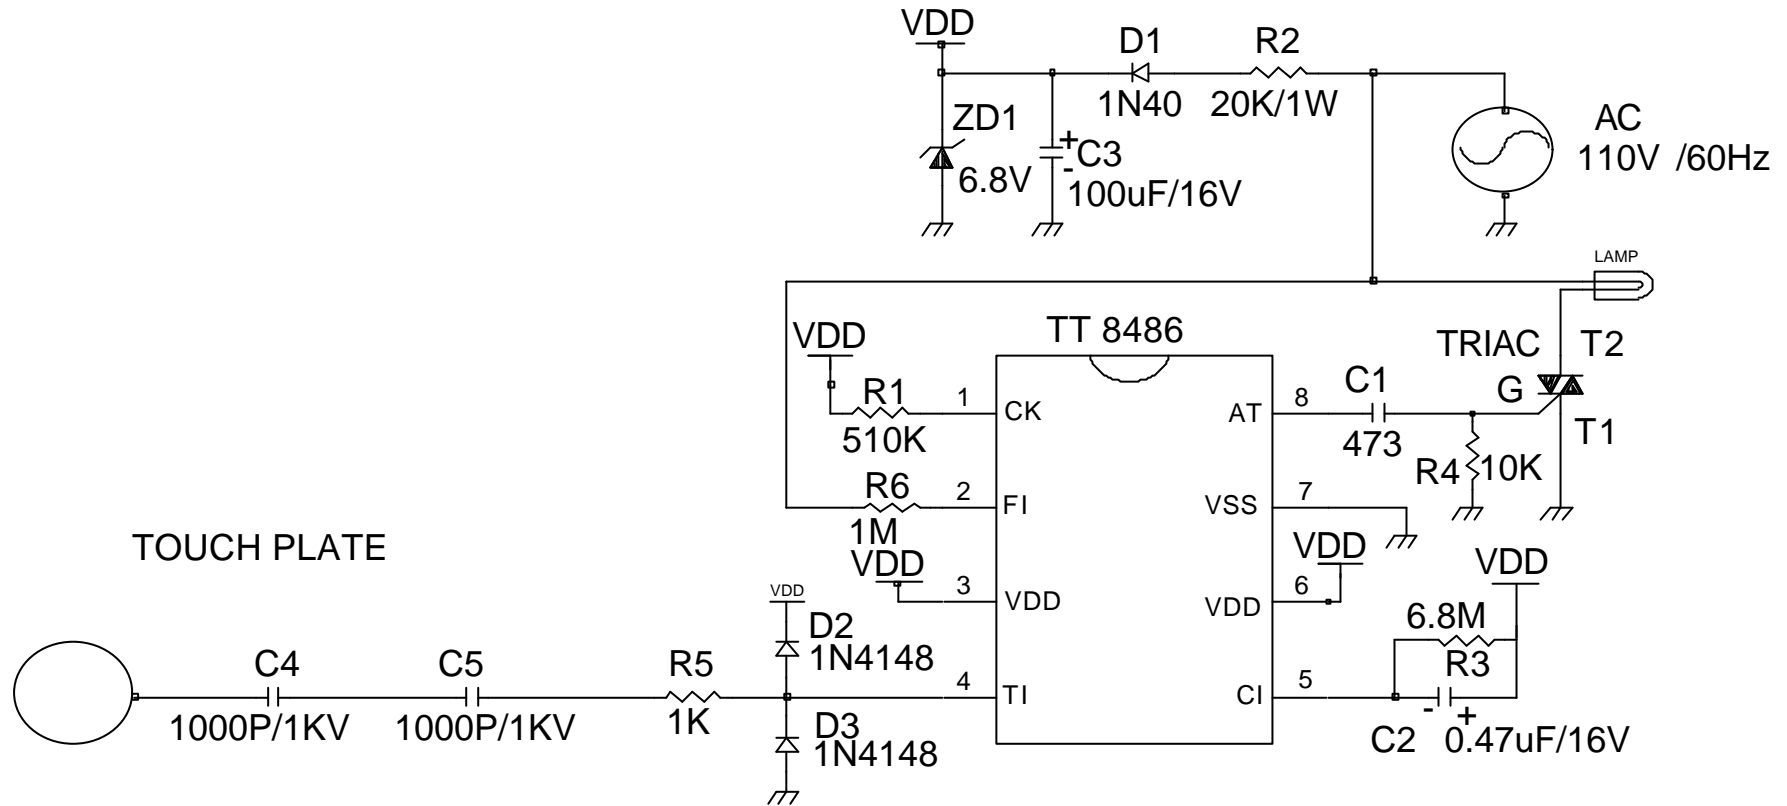 VDD
D1
R2
1N40
20K/1W
ZD1
6.8V
+
C3
-
100uF/16V
AC
110V /60Hz
LAMP
TT 8486
VDD
R1
510K
1
CK
R6
1M
2
FI
VDD
3
VDD
4
TI
AT
8
C1
473
TRIAC
T2
G
T1
R4
10K
VSS
7
VDD
6
VDD
VDD
6.8M
R3
CI
5
-
+
C2
0.47uF/16V
TOUCH PLATE
C4
1000P/1KV
C5
1000P/1KV
R5
1K
VDD
D2
1N4148
D3
1N4148